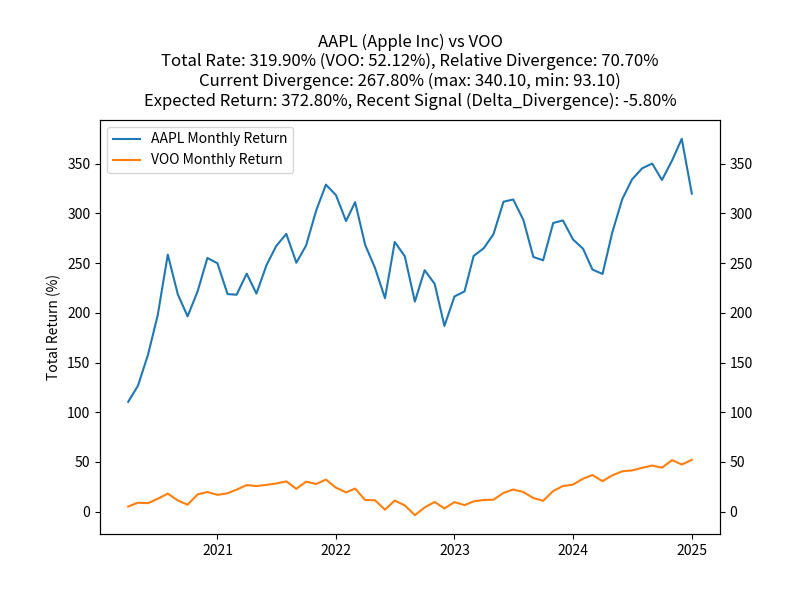 AAPL (Apple Inc) vs VOO
Total Rate: 319.90% (VOO: 52.12%), Relative Divergence: 70.70%
Current Divergence: 267.80% (max: 340.10, min: 93.10)
Expected Return: 372.80%, Recent Signal (Delta_Divergence): -5.80%
AAPL Monthly Return
VOO Monthly Return
Total Return (%)
350 350
300 300
250 250
200 200
150 150
100 100
50 50
0 0
2021 2022 2023 2024 2025